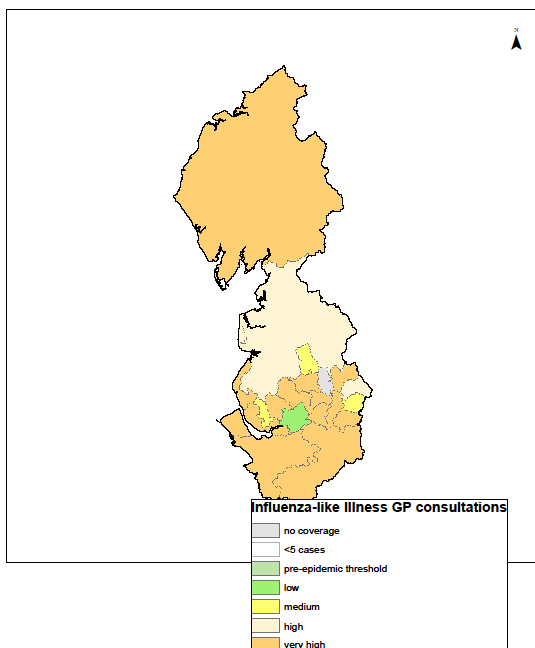 N
Influenza-like Illness GP consultations
no coverage
<5 cases
pre-epidemic threshold
low
medium
high
very high